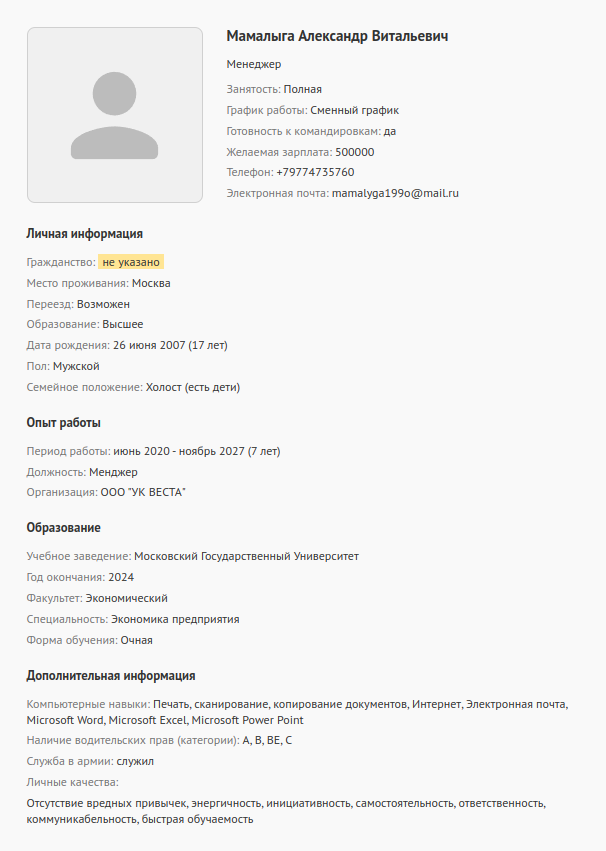 Мамалыга Александр Витальевич
Менеджер
Занятость: Полная
График работы: Сменный график
Готовность к командировкам: да
Желаемая зарплата: 500000
Телефон: +79774735760
Электронная почта: mamalyga199o@mail.ru
Личная информация
Гражданство: не указано
Место проживания: Москва
Переезд: Возможен
Образование: Высшее
Дата рождения: 26 июня 2007 (17 лет)
Пол: Мужской
Семейное положение: Холост (есть дети)
Опыт работы
Период работы: июнь 2020 - ноябрь 2027 (7 лет)
Должность: Менджер
Организация: ООО "УК ВЕСТА"
Образование
Учебное заведение: Московский Государственный Университет
Год окончания: 2024
Факультет: Экономический
Специальность: Экономика предприятия
Форма обучения: Очная
Дополнительная информация
Компьютерные навыки: Печать, сканирование, копирование документов, Интернет, Электронная почта,
Microsoft Word, Microsoft Excel, Microsoft Power Point
Наличие водительских прав (категории): A, B, BE, C
Служба в армии: служил
Личные качества:
Отсутствие вредных привычек, энергичность, инициативность, самостоятельность, ответственность,
коммуникабельность, быстрая обучаемость